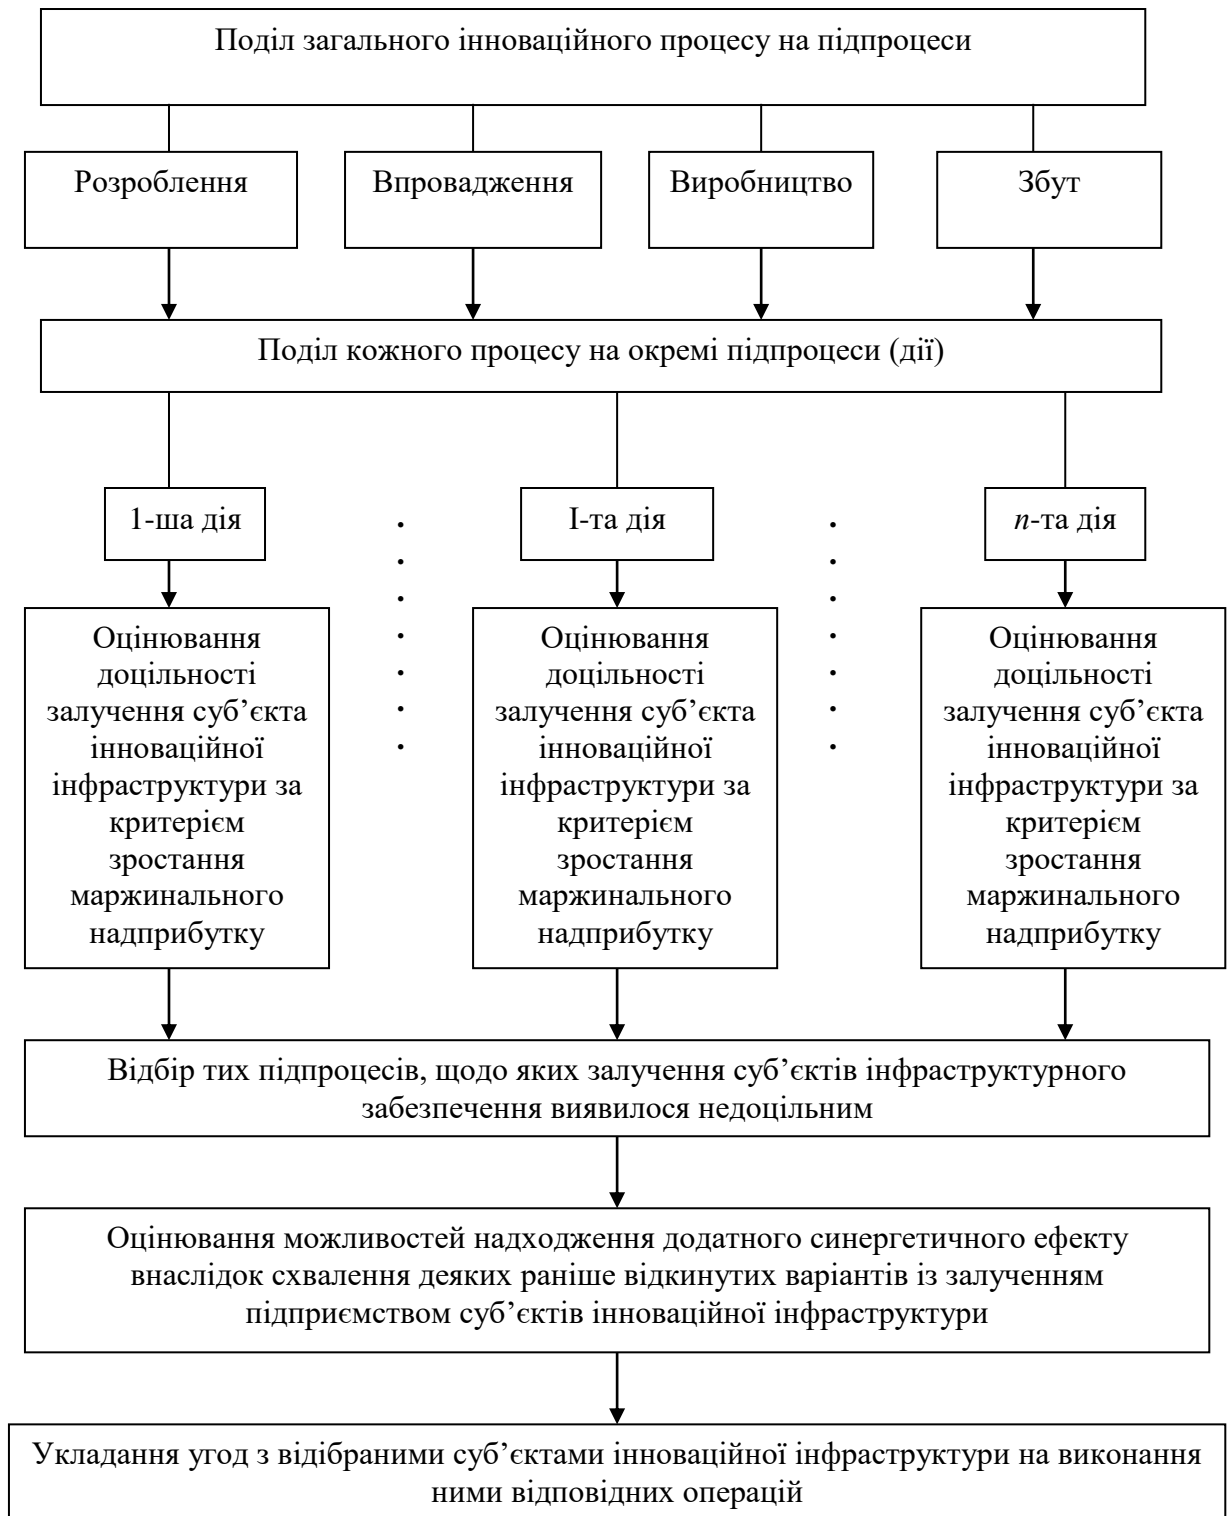 Поділ загального інноваційного процесу на підпроцеси
Розроблення
Впровадження
Виробництво
Збут
Поділ кожного процесу на окремі підпроцеси (дії)
1-ша дія
І-та дія
n-та дія
Оцінювання
доцільності
залучення суб’єкта
інноваційної
інфраструктури за
критерієм
зростання
маржинального
надприбутку
Оцінювання
доцільності
залучення суб’єкта
інноваційної
інфраструктури за
критерієм
зростання
маржинального
надприбутку
Оцінювання
доцільності
залучення суб’єкта
інноваційної
інфраструктури за
критерієм
зростання
маржинального
надприбутку
Відбір тих підпроцесів, щодо яких залучення суб’єктів інфраструктурного
забезпечення виявилося недоцільним
Оцінювання можливостей надходження додатного синергетичного ефекту
внаслідок схвалення деяких раніше відкинутих варіантів із залученням
підприємством суб’єктів інноваційної інфраструктури
Укладання угод з відібраними суб’єктами інноваційної інфраструктури на виконання
ними відповідних операцій